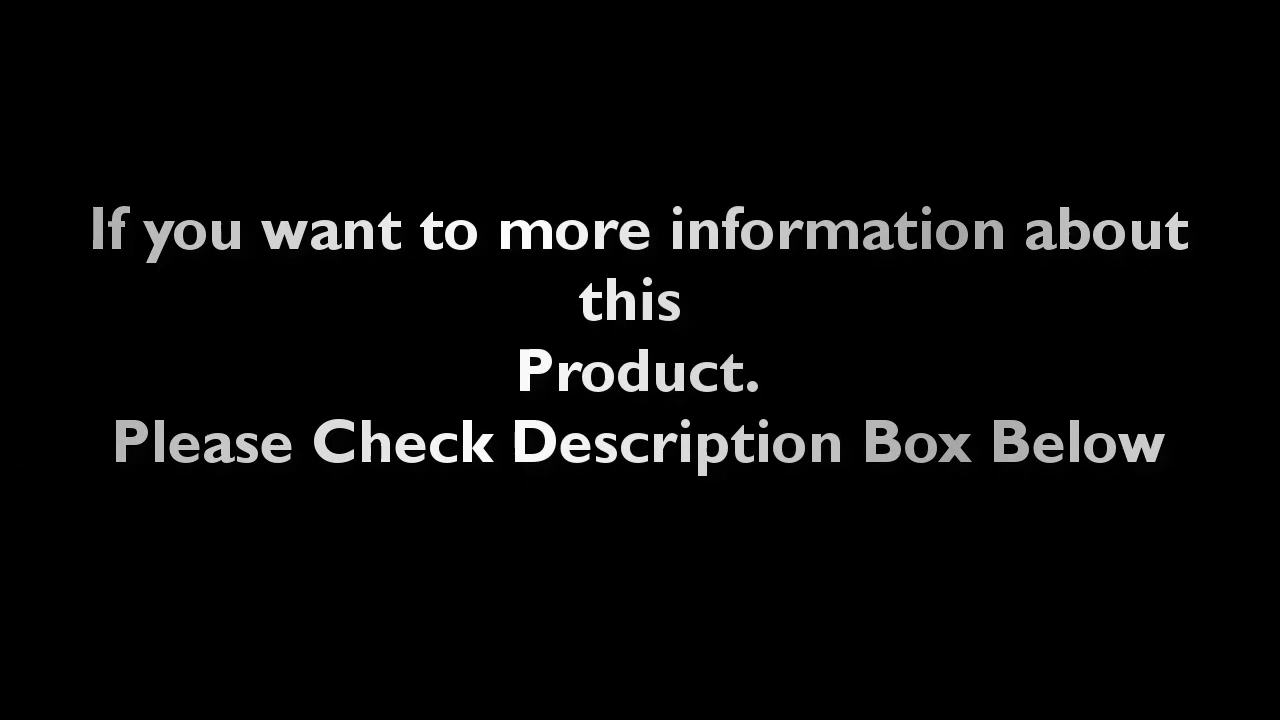 If you want to more information about
this
Product.
Please Check Description Box Below